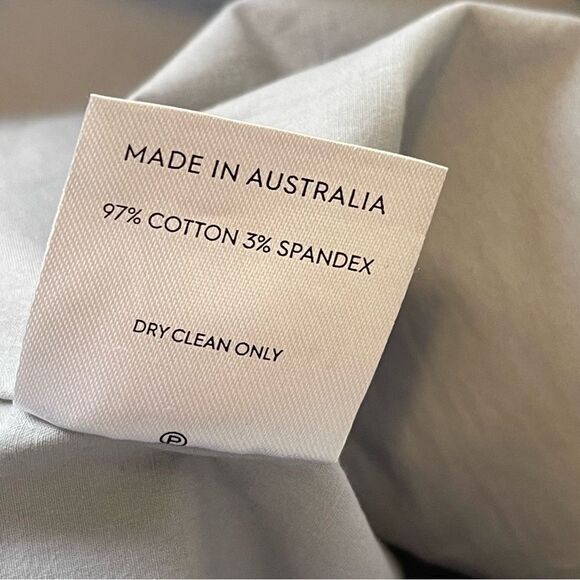 MADE IN AUSTRALIA
97% COTTON 3% SPANDEX
DRY CLEAN ONLY
Ⓟ